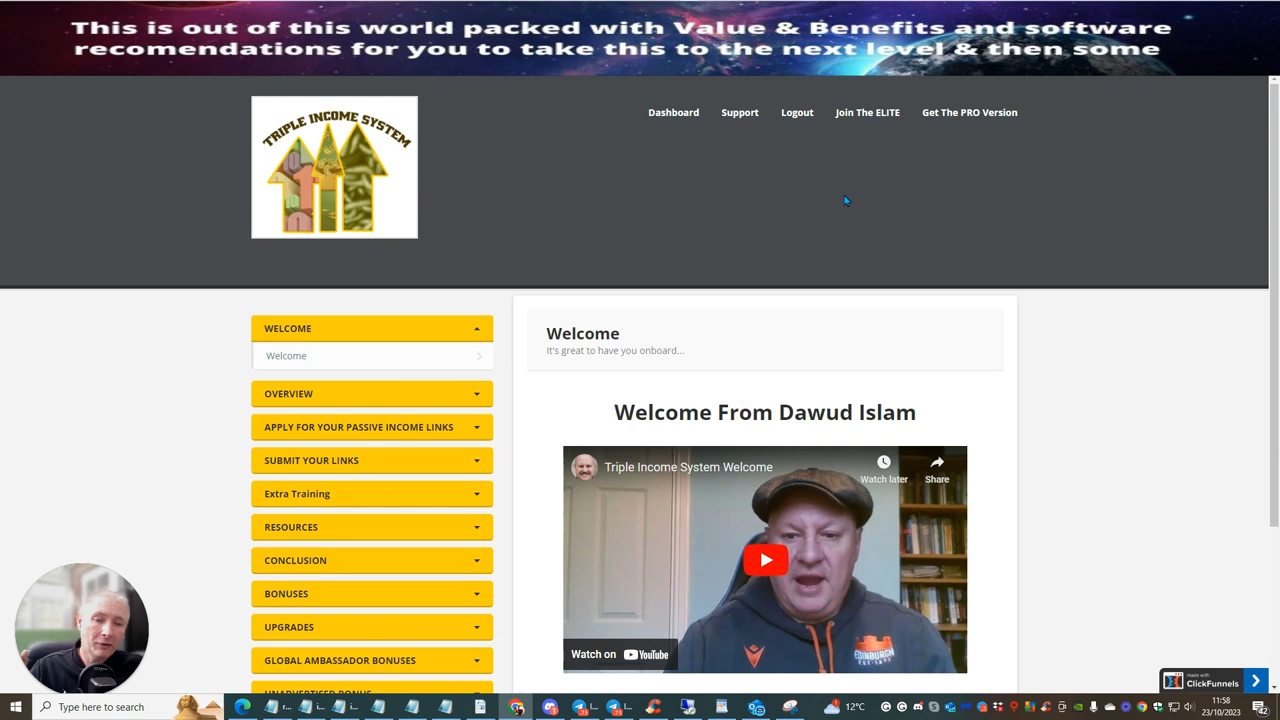 This is out of this world packed with Value & Benefits and software
recomendations for you to take this to the next level & then some
TRIPLE INCOME SYSTEM
Dashboard
Support
Logout
Join The ELITE
Get The PRO Version
WELCOME
Welcome
OVERVIEW
APPLY FOR YOUR PASSIVE INCOME LINKS
SUBMIT YOUR LINKS
Extra Training
RESOURCES
CONCLUSION
BONUSES
UPGRADES
GLOBAL AMBASSADOR BONUSES
UNADVERTISED BONUS
Welcome
It's great to have you onboard...
Welcome From Dawud Islam
Triple Income System Welcome
Watch later
Share
EDINBURGH
Watch on YouTube
made with
ClickFunnels
Type here to search
12°C
11:58
23/10/2023